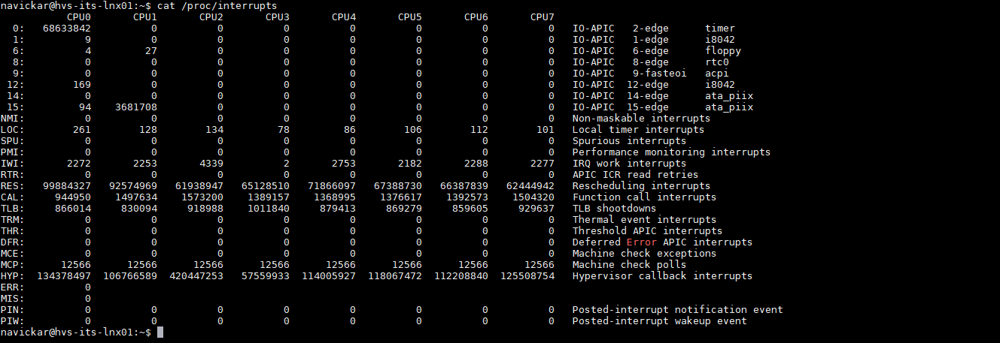 navickar@hvs-its-lnx01:~$ cat /proc/interrupts
CPU0 CPU1 CPU2 CPU3 CPU4 CPU5 CPU6 CPU7
0: 68633842 0 0 0 0 0 0 0 IO-APIC 2-edge timer
1: 9 0 0 0 0 0 0 0 IO-APIC 1-edge i8042
6: 4 27 0 0 0 0 0 0 IO-APIC 6-edge floppy
8: 0 0 0 0 0 0 0 0 IO-APIC 8-edge rtc0
9: 0 0 0 0 0 0 0 0 IO-APIC 9-fasteoi acpi
12: 169 0 0 0 0 0 0 0 IO-APIC 12-edge i8042
14: 0 0 0 0 0 0 0 0 IO-APIC 14-edge ata_piix
15: 94 3681708 0 0 0 0 0 0 IO-APIC 15-edge ata_piix
NMI: 0 0 0 0 0 0 0 0 Non-maskable interrupts
LOC: 261 128 134 78 86 106 112 101 Local timer interrupts
SPU: 0 0 0 0 0 0 0 0 Spurious interrupts
PMI: 0 0 0 0 0 0 0 0 Performance monitoring interrupts
IWI: 2272 2253 4339 2 2753 2182 2288 2277 IRQ work interrupts
RTR: 0 0 0 0 0 0 0 0 APIC ICR read retries
RES: 99884327 92574969 61938947 65128510 71866097 67388730 66387839 62444942 Rescheduling interrupts
CAL: 944950 1497634 1573200 1389157 1368995 1376617 1392573 1504320 Function call interrupts
TLB: 866014 830094 918988 1011840 879413 869279 859605 929637 TLB shootdowns
TRM: 0 0 0 0 0 0 0 0 Thermal event interrupts
THR: 0 0 0 0 0 0 0 0 Threshold APIC interrupts
DFR: 0 0 0 0 0 0 0 0 Deferred Error APIC interrupts
MCE: 0 0 0 0 0 0 0 0 Machine check exceptions
MCP: 12566 12566 12566 12566 12566 12566 12566 12566 Machine check polls
HYP: 134378497 106766589 420447253 57559933 114005927 118067472 112208840 125508754 Hypervisor callback interrupts
ERR: 0
MIS: 0
PIN: 0 0 0 0 0 0 0 0 Posted-interrupt notification event
PIW: 0 0 0 0 0 0 0 0 Posted-interrupt wakeup event
navickar@hvs-its-lnx01:~$